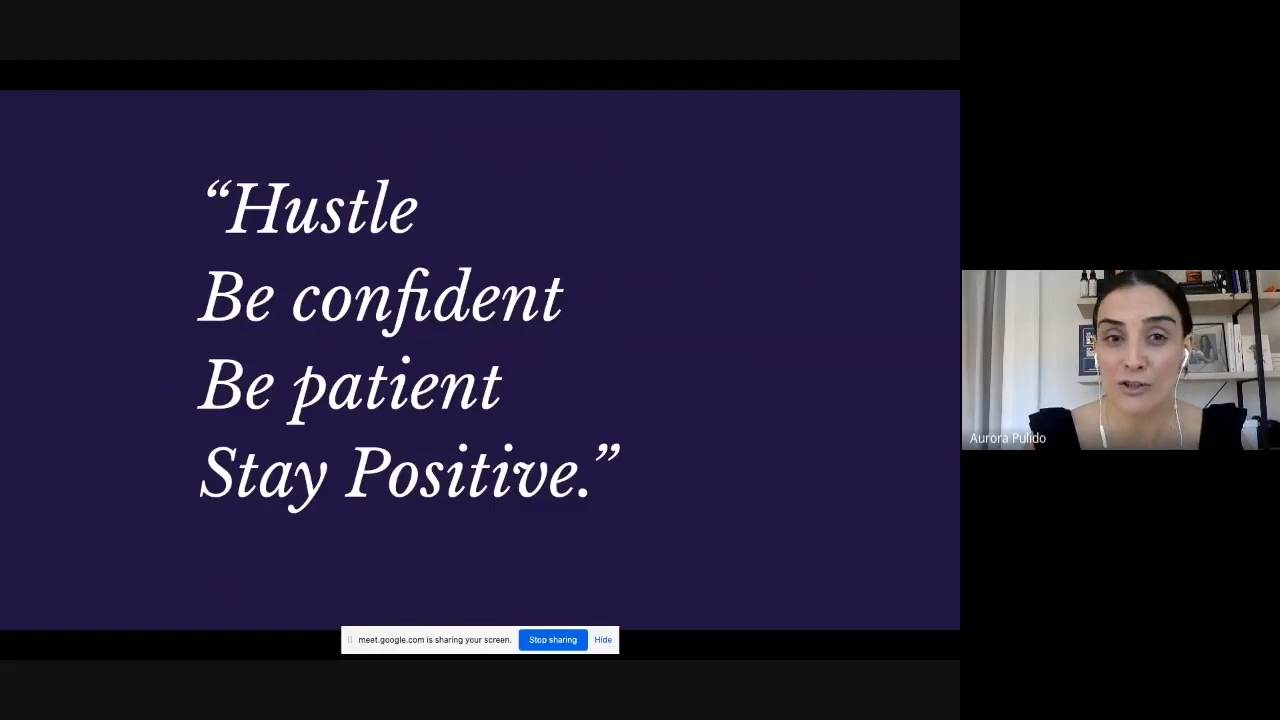 “Hustle
Be confident
Be patient
Stay Positive.”
Aurora Pulido
meet.google.com is sharing your screen. Stop sharing Hide